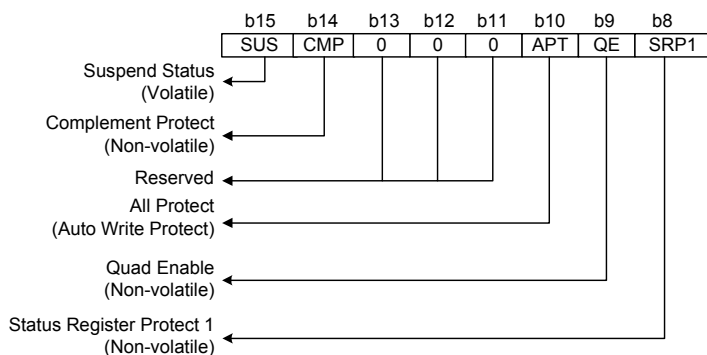 b15 b14 b13 b12 b11 b10 b9 b8
SUS CMP 0 0 0 APT QE SRP1
Suspend Status
(Volatile)
Complement Protect
(Non-volatile)
Reserved
All Protect
(Auto Write Protect)
Quad Enable
(Non-volatile)
Status Register Protect 1
(Non-volatile)